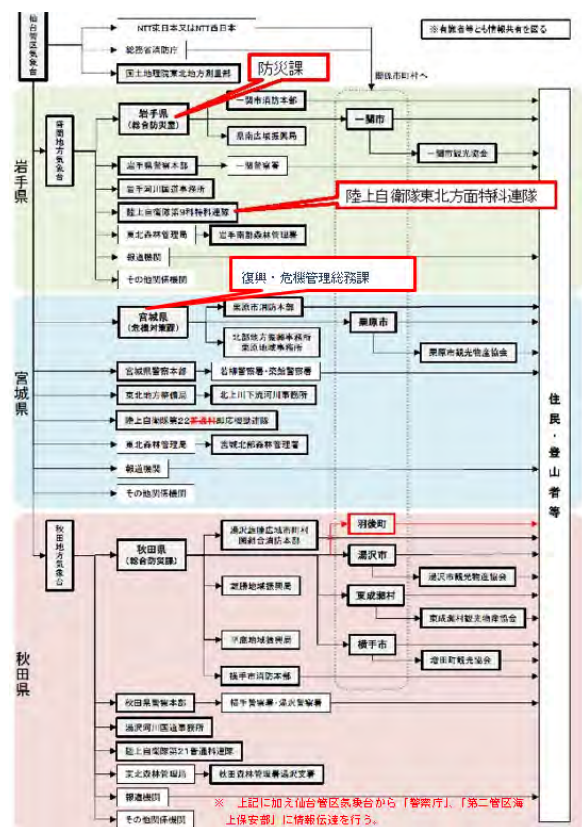 仙台管区気象台
NTT東日本又はNTT西日本
※有識者等とも情報共有を図る
総務省消防庁
国土地理院東北地方測量部
防災課
関係市町村へ
岩手県
盛岡地方気象台
岩手県
(総合防災室)
一関市消防本部
県南広域振興局
一関市
一関市観光協会
岩手県警察本部
一関警察署
岩手河川国道事務所
陸上自衛隊第9特科連隊
陸上自衛隊東北方面特科連隊
東北森林管理局
岩手南部森林管理署
報道機関
その他関係機関
復興・危機管理総務課
宮城県
宮城県
(危機対策課)
栗原市消防本部
北部地方振興事務所
栗原地域事務所
栗原市
栗原市観光物産協会
宮城県警察本部
若柳警察署・築館警察署
東北地方整備局
北上川下流河川事務所
陸上自衛隊第22普通科即応機動連隊
東北森林管理局
宮城北部森林管理署
報道機関
その他関係機関
住民・登山者等
秋田県
秋田地方気象台
秋田県
(総合防災課)
湯沢雄勝広域市町村
圏組合消防本部
雄勝地域振興局
平鹿地域振興局
横手市消防本部
羽後町
湯沢市
湯沢市観光物産協会
東成瀬村
東成瀬村観光物産協会
横手市
増田町観光協会
秋田県警察本部
横手警察署・湯沢警察署
湯沢河川国道事務所
陸上自衛隊第21普通科連隊
東北森林管理局
秋田森林管理署湯沢支署
報道機関
その他関係機関
※ 上記に加え仙台管区気象台から「警察庁」、「第二管区海
上保安部」に情報伝達を行う。